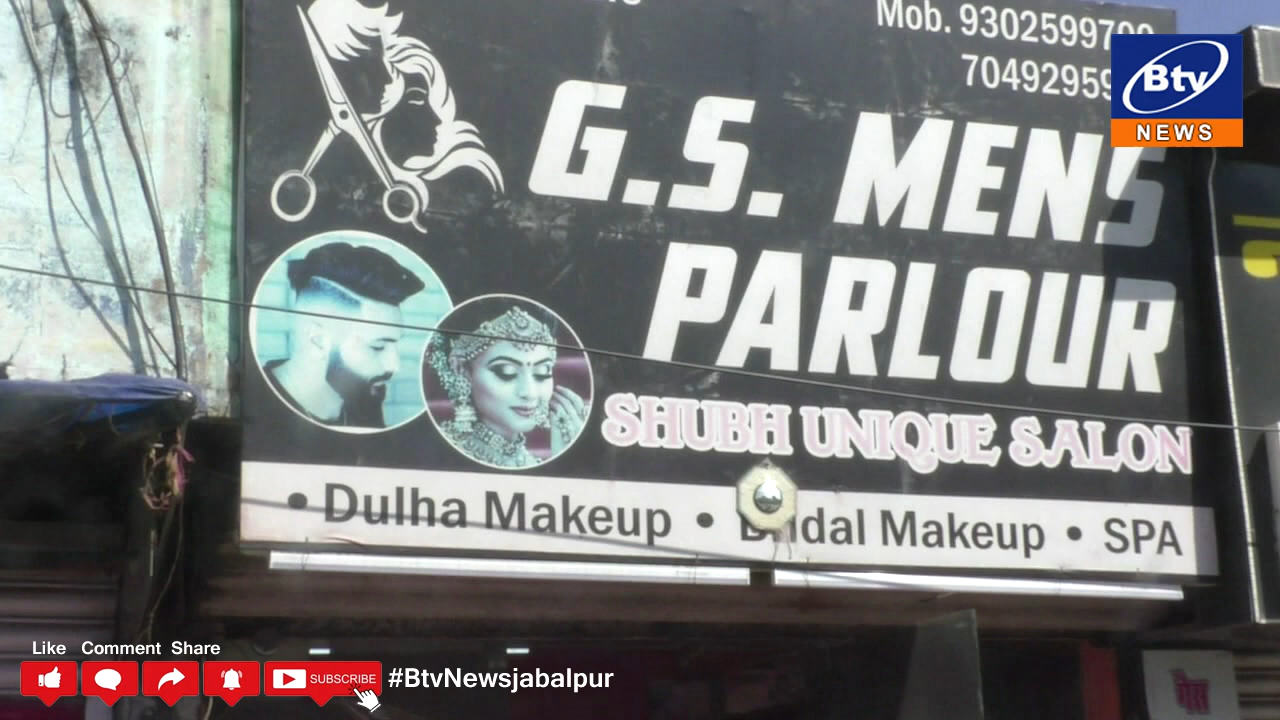 Mob. 9302599700
7049295
Btv
NEWS
G.S. MENS
PARLOUR
SHUBH UNIQUE SALON
• Dulha Makeup • Bridal Makeup • SPA
Like Comment Share
SUBSCRIBE
#BtvNewsjabalpur